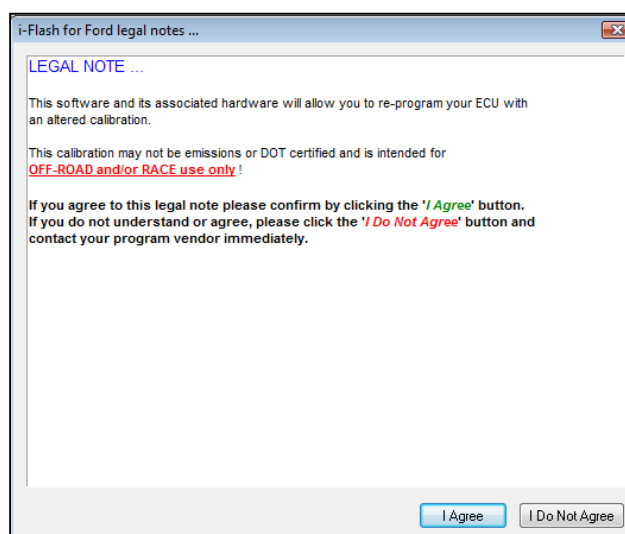 i-Flash for Ford legal notes ...
LEGAL NOTE ...
This software and its associated hardware will allow you to re-program your ECU with
an altered calibration.
This calibration may not be emissions or DOT certified and is intended for
OFF-ROAD and/or RACE use only !
If you agree to this legal note please confirm by clicking the 'I Agree' button.
If you do not understand or agree, please click the 'I Do Not Agree' button and
contact your program vendor immediately.
I Agree
I Do Not Agree